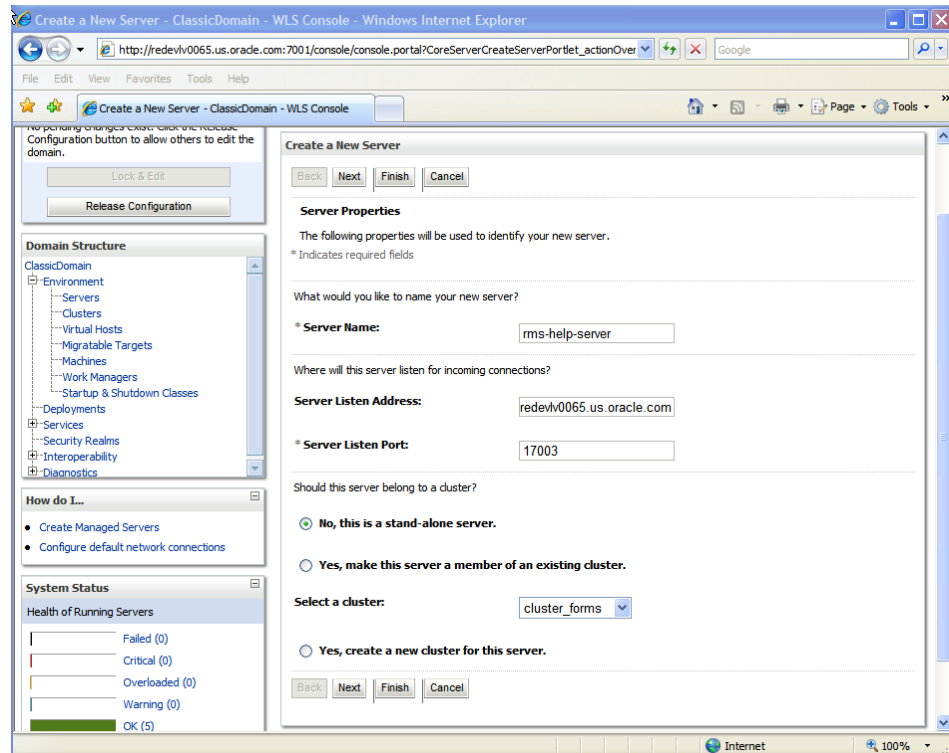 Create a New Server - ClassicDomain - WLS Console - Windows Internet Explorer
http://redevlv0065.us.oracle.com:7001/console/console.portal?CoreServerCreateServerPortlet_actionOver
Google
File Edit View Favorites Tools Help
Create a New Server - ClassicDomain - WLS Console
Page Tools
No pending changes exist. Click the Release
Configuration button to allow others to edit the
domain.
Lock & Edit
Release Configuration
Domain Structure
ClassicDomain
Environment
Servers
Clusters
Virtual Hosts
Migratable Targets
Machines
Work Managers
Startup & Shutdown Classes
Deployments
Services
Security Realms
Interoperability
Diagnostics
How do I...
Create Managed Servers
Configure default network connections
System Status
Health of Running Servers
Failed (0)
Critical (0)
Overloaded (0)
Warning (0)
OK (5)
Create a New Server
Back Next Finish Cancel
Server Properties
The following properties will be used to identify your new server.
* Indicates required fields
What would you like to name your new server?
* Server Name: rms-help-server
Where will this server listen for incoming connections?
Server Listen Address: redevlv0065.us.oracle.com
* Server Listen Port: 17003
Should this server belong to a cluster?
No, this is a stand-alone server.
Yes, make this server a member of an existing cluster.
Select a cluster: cluster_forms
Yes, create a new cluster for this server.
Back Next Finish Cancel
Internet 100%